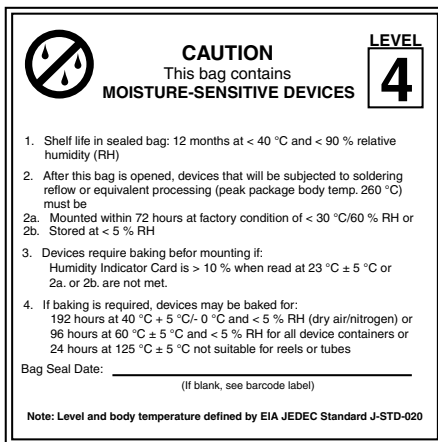 LEVEL
4
CAUTION
This bag contains
MOISTURE-SENSITIVE DEVICES
1. Shelf life in sealed bag: 12 months at < 40 °C and < 90 % relative
humidity (RH)
2. After this bag is opened, devices that will be subjected to soldering
reflow or equivalent processing (peak package body temp. 260 °C)
must be
2a. Mounted within 72 hours at factory condition of < 30 °C/60 % RH or
2b. Stored at < 5 % RH
3. Devices require baking befor mounting if:
Humidity Indicator Card is > 10 % when read at 23 °C ± 5 °C or
2a. or 2b. are not met.
4. If baking is required, devices may be baked for:
192 hours at 40 °C + 5 °C/- 0 °C and < 5 % RH (dry air/nitrogen) or
96 hours at 60 °C ± 5 °C and < 5 % RH for all device containers or
24 hours at 125 °C ± 5 °C not suitable for reels or tubes
Bag Seal Date:
(If blank, see barcode label)
Note: Level and body temperature defined by EIA JEDEC Standard J-STD-020